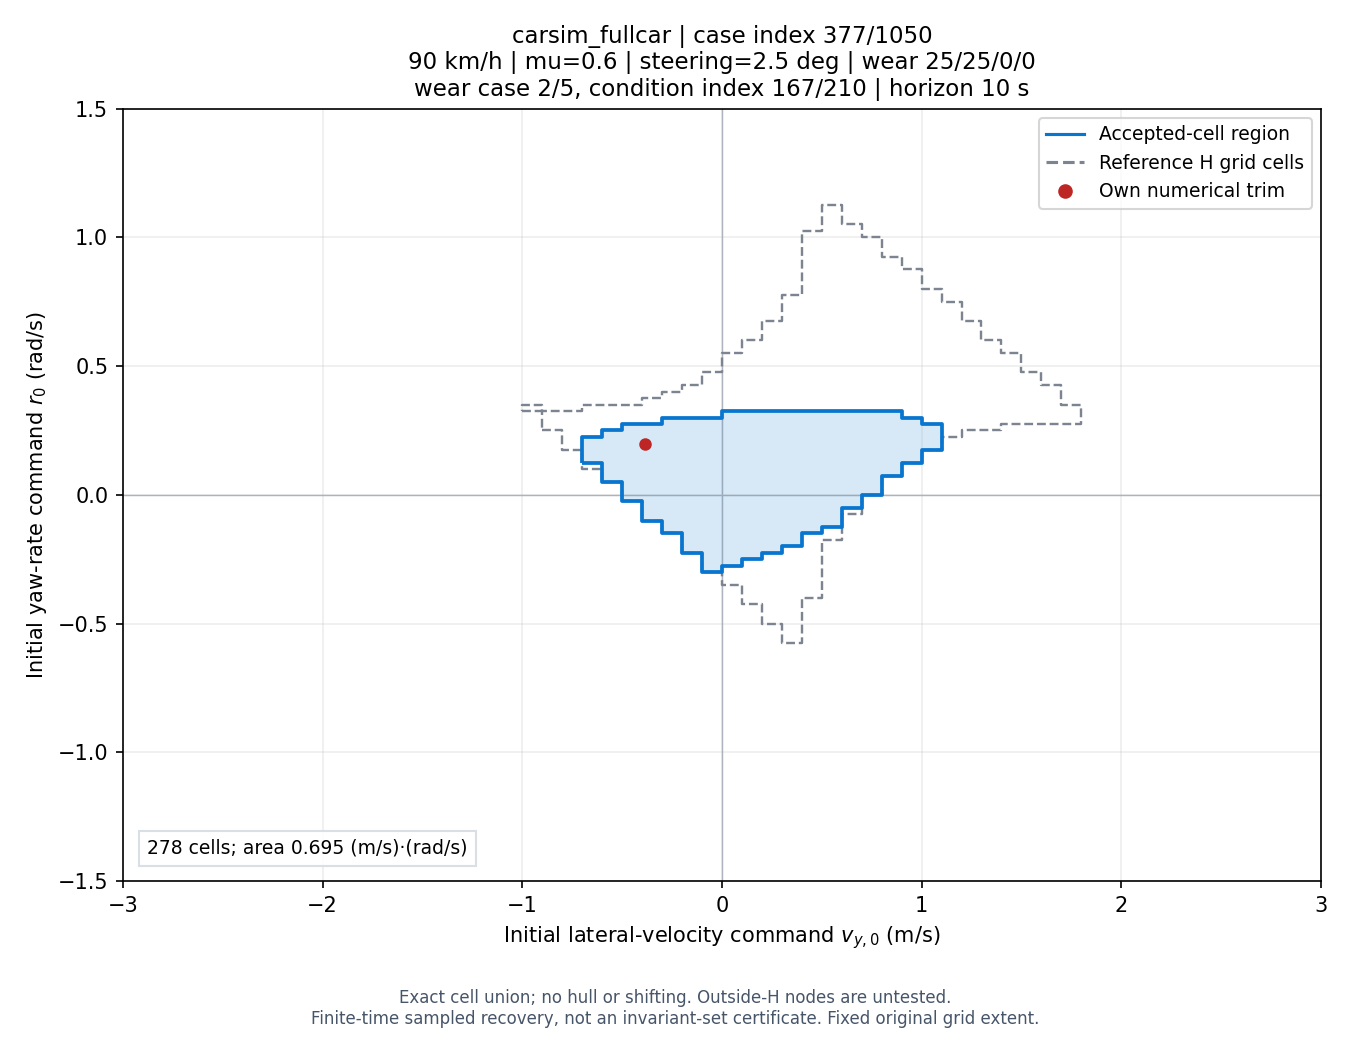 carsim_fullcar | case index 377/1050
90 km/h | mu=0.6 | steering=2.5 deg | wear 25/25/0/0
wear case 2/5, condition index 167/210 | horizon 10 s
Accepted-cell region
Reference H grid cells
Own numerical trim
1.5
1.0
0.5
0.0
−0.5
−1.0
−1.5
Initial yaw-rate command r0 (rad/s)
278 cells; area 0.695 (m/s)·(rad/s)
−3
−2
−1
0
1
2
3
Initial lateral-velocity command vy,0 (m/s)
Exact cell union; no hull or shifting. Outside-H nodes are untested.
Finite-time sampled recovery, not an invariant-set certificate. Fixed original grid extent.